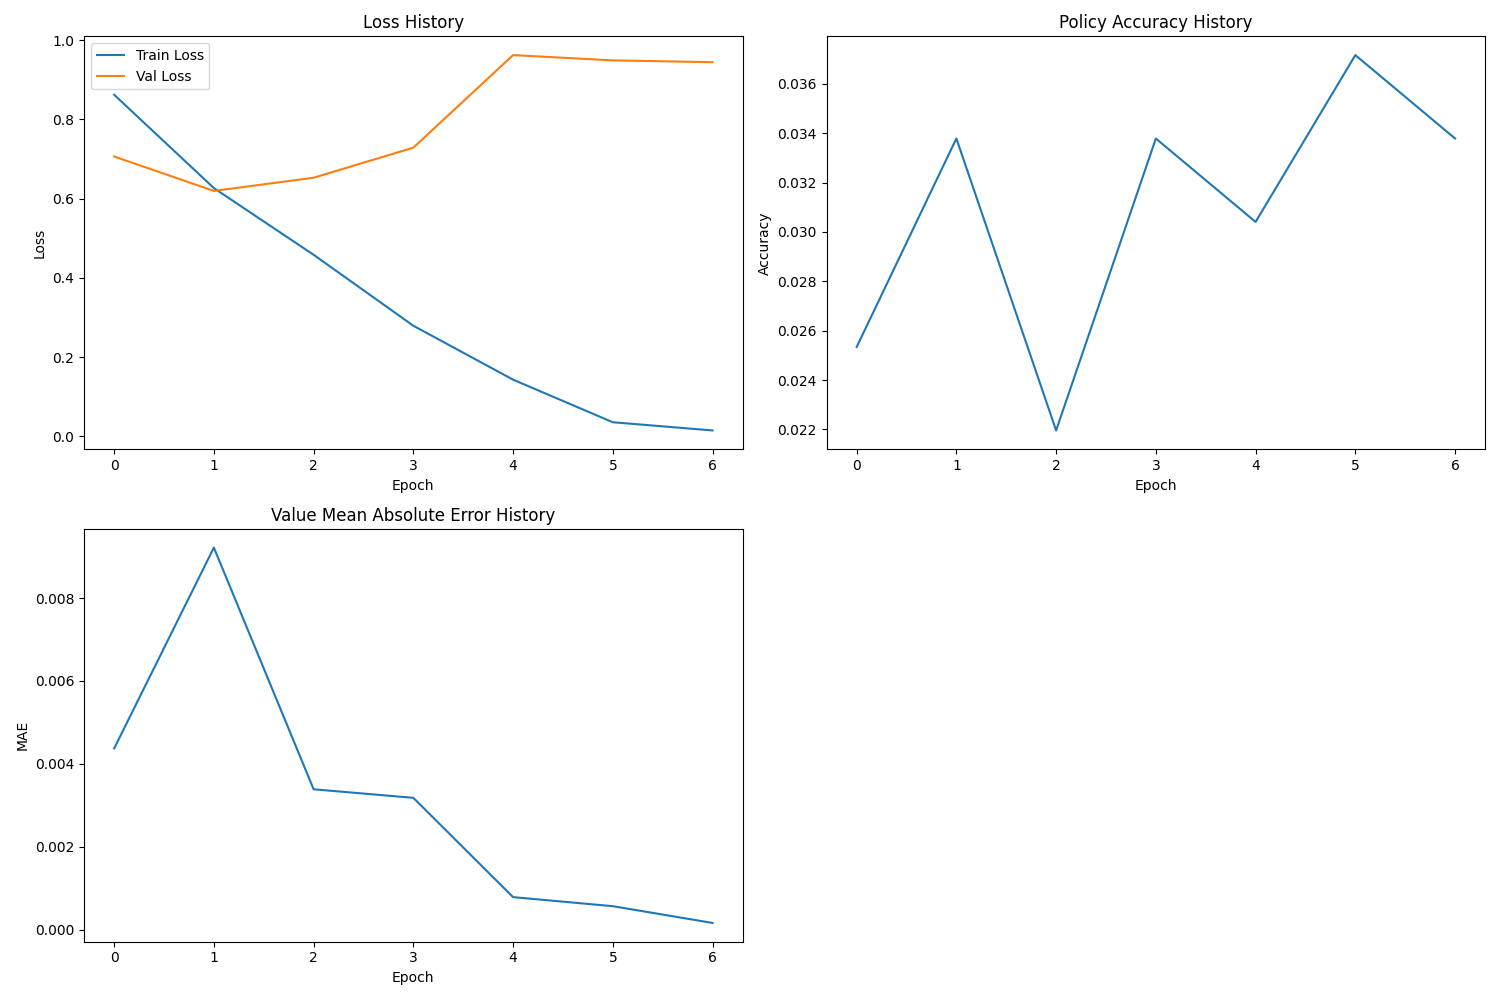 Loss History
1.0
0.8
0.6
0.4
0.2
0.0
Loss
Train Loss
Val Loss
0 1 2 3 4 5 6
Epoch
Policy Accuracy History
0.036
0.034
0.032
0.030
0.028
0.026
0.024
0.022
Accuracy
0 1 2 3 4 5 6
Epoch
Value Mean Absolute Error History
0.008
0.006
0.004
0.002
0.000
MAE
0 1 2 3 4 5 6
Epoch